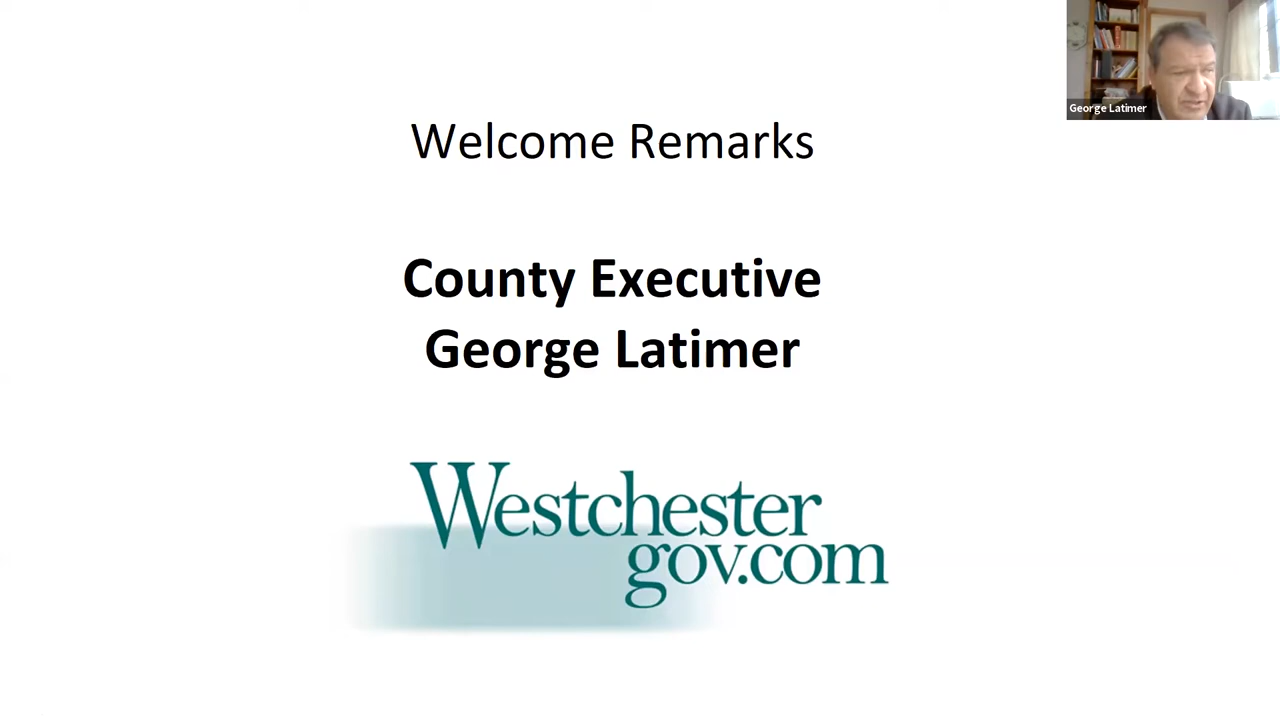 George Latimer
Welcome Remarks
County Executive
George Latimer
Westchester
gov.com